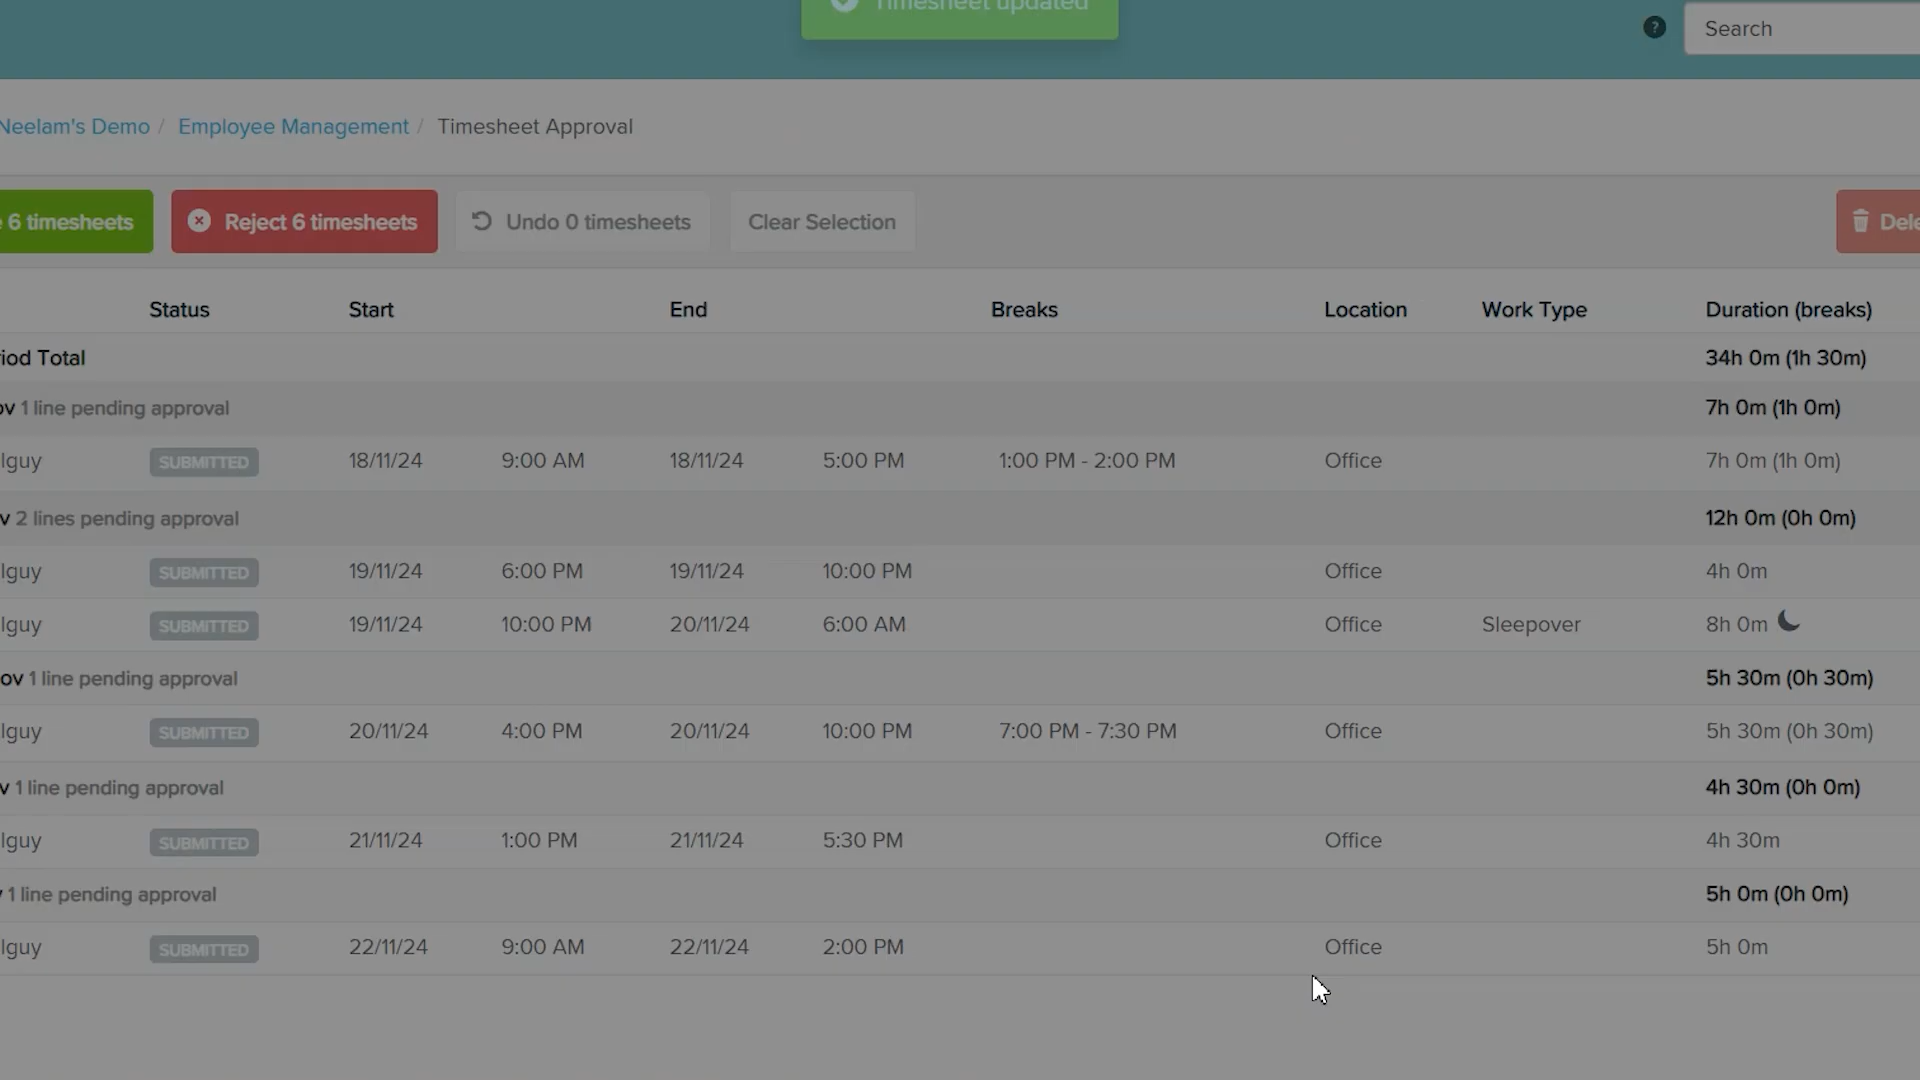 Timesheet updated
? Search
Neelam's Demo / Employee Management / Timesheet Approval
6 timesheets Reject 6 timesheets Undo 0 timesheets Clear Selection Dele
Status Start End Breaks Location Work Type Duration (breaks)
iod Total 34h 0m (1h 30m)
ov 1 line pending approval 7h 0m (1h 0m)
lguy SUBMITTED 18/11/24 9:00 AM 18/11/24 5:00 PM 1:00 PM - 2:00 PM Office 7h 0m (1h 0m)
v 2 lines pending approval 12h 0m (0h 0m)
lguy SUBMITTED 19/11/24 6:00 PM 19/11/24 10:00 PM Office 4h 0m
lguy SUBMITTED 19/11/24 10:00 PM 20/11/24 6:00 AM Office Sleepover 8h 0m
ov 1 line pending approval 5h 30m (0h 30m)
lguy SUBMITTED 20/11/24 4:00 PM 20/11/24 10:00 PM 7:00 PM - 7:30 PM Office 5h 30m (0h 30m)
v 1 line pending approval 4h 30m (0h 0m)
lguy SUBMITTED 21/11/24 1:00 PM 21/11/24 5:30 PM Office 4h 30m
1 line pending approval 5h 0m (0h 0m)
lguy SUBMITTED 22/11/24 9:00 AM 22/11/24 2:00 PM Office 5h 0m